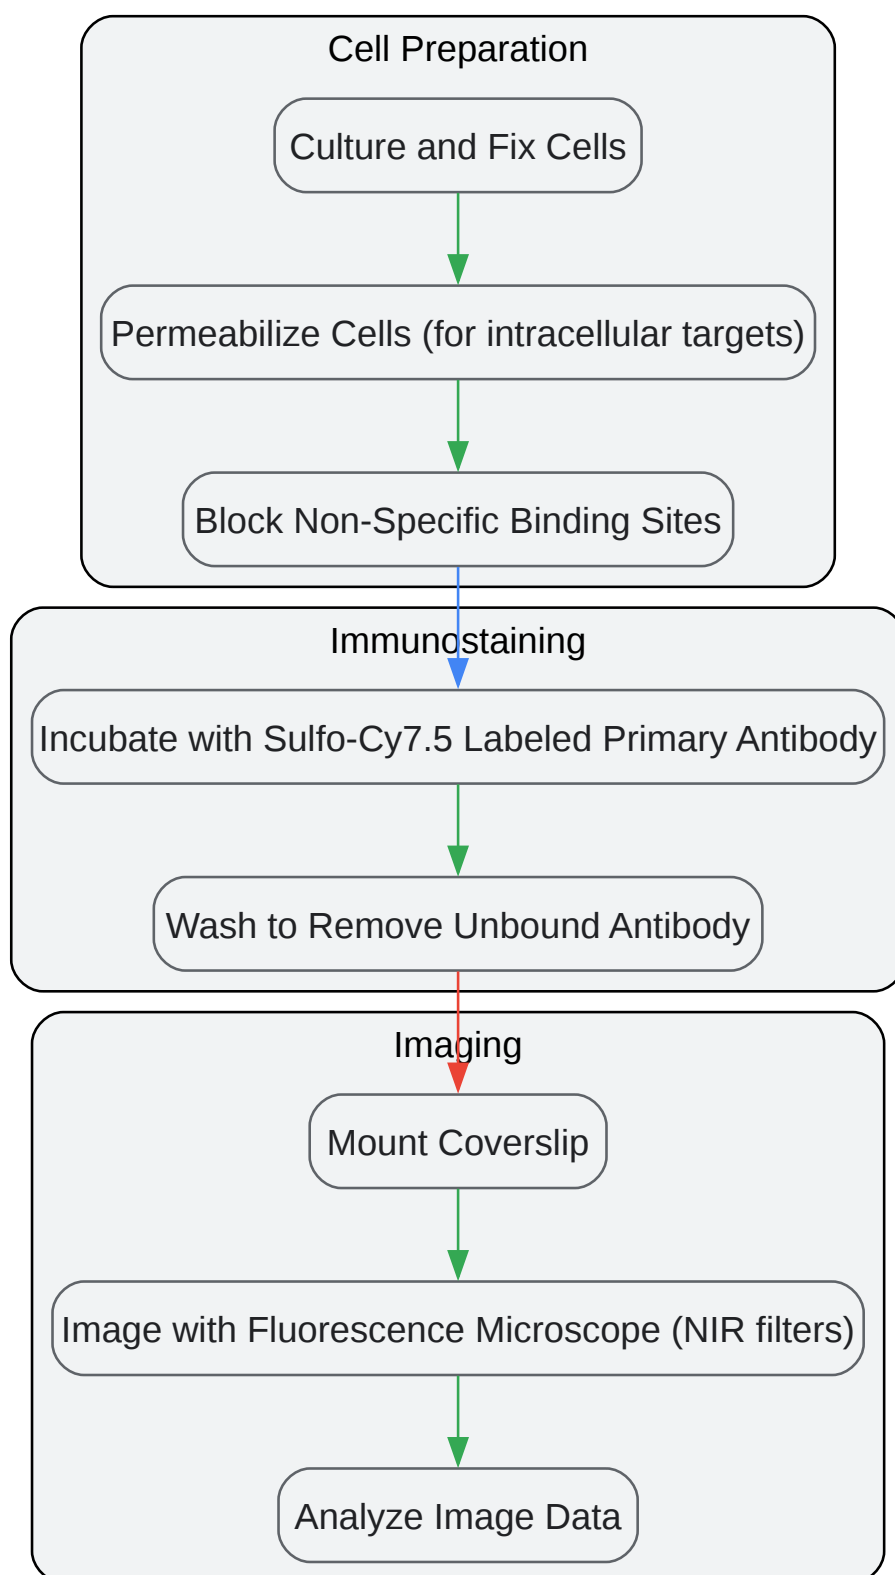 Cell Preparation
Culture and Fix Cells
Permeabilize Cells (for intracellular targets)
Block Non-Specific Binding Sites
Immunostaining
Incubate with Sulfo-Cy7.5 Labeled Primary Antibody
Wash to Remove Unbound Antibody
Imaging
Mount Coverslip
Image with Fluorescence Microscope (NIR filters)
Analyze Image Data